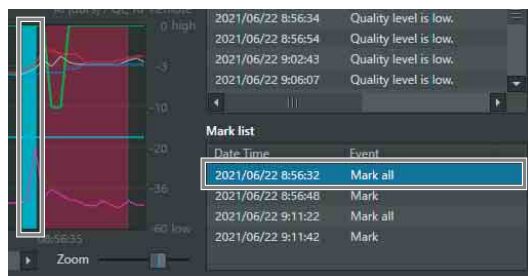 0 high
-3
-10
-20
-36
-60 low
08:56:35
Zoom
2021/06/22 8:56:34 Quality level is low.
2021/06/22 8:56:54 Quality level is low.
2021/06/22 9:02:43 Quality level is low.
2021/06/22 9:06:07 Quality level is low.
Mark list
Date Time Event
2021/06/22 8:56:32 Mark all
2021/06/22 8:56:48 Mark
2021/06/22 9:11:22 Mark all
2021/06/22 9:11:42 Mark